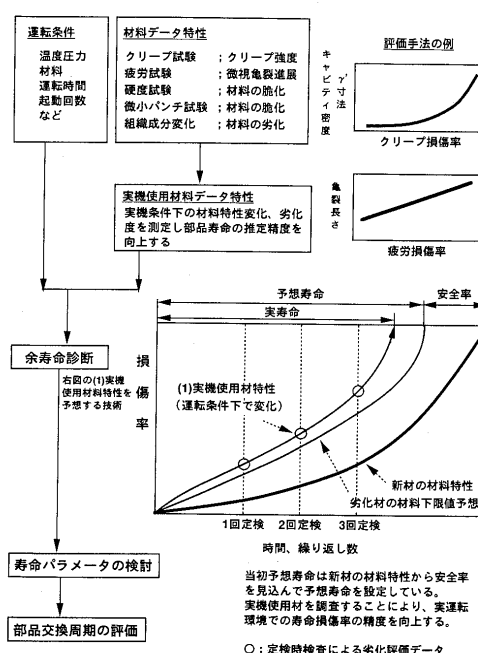 運転条件
温度圧力
材料
運転時間
起動回数
など
材料データ特性
クリープ試験 ；クリープ強度
疲労試験 ；微視亀裂進展
硬度試験 ；材料の脆化
微小パンチ試験 ；材料の脆化
組織成分変化 ；材料の劣化
評価手法の例
キャビティ密度
γ'寸法
クリープ損傷率
亀裂長さ
疲労損傷率
実機使用材料データ特性
実機条件下の材料特性変化、劣化
度を測定し部品寿命の推定精度を
向上する
予想寿命
安全率
実寿命
余寿命診断
右図の(1)実機
使用材料特性を
予想する技術
損傷率
(1)実機使用材特性
（運転条件下で変化）
新材の材料特性
劣化材の材料下限値予想
1回定検
2回定検
3回定検
時間、繰り返し数
寿命パラメータの検討
部品交換周期の評価
当初予想寿命は新材の材料特性から安全率
を見込んで予想寿命を設定している。
実機使用材を調査することにより、実運転
環境での寿命損傷率の精度を向上する。
○：定検時検査による劣化評価データ